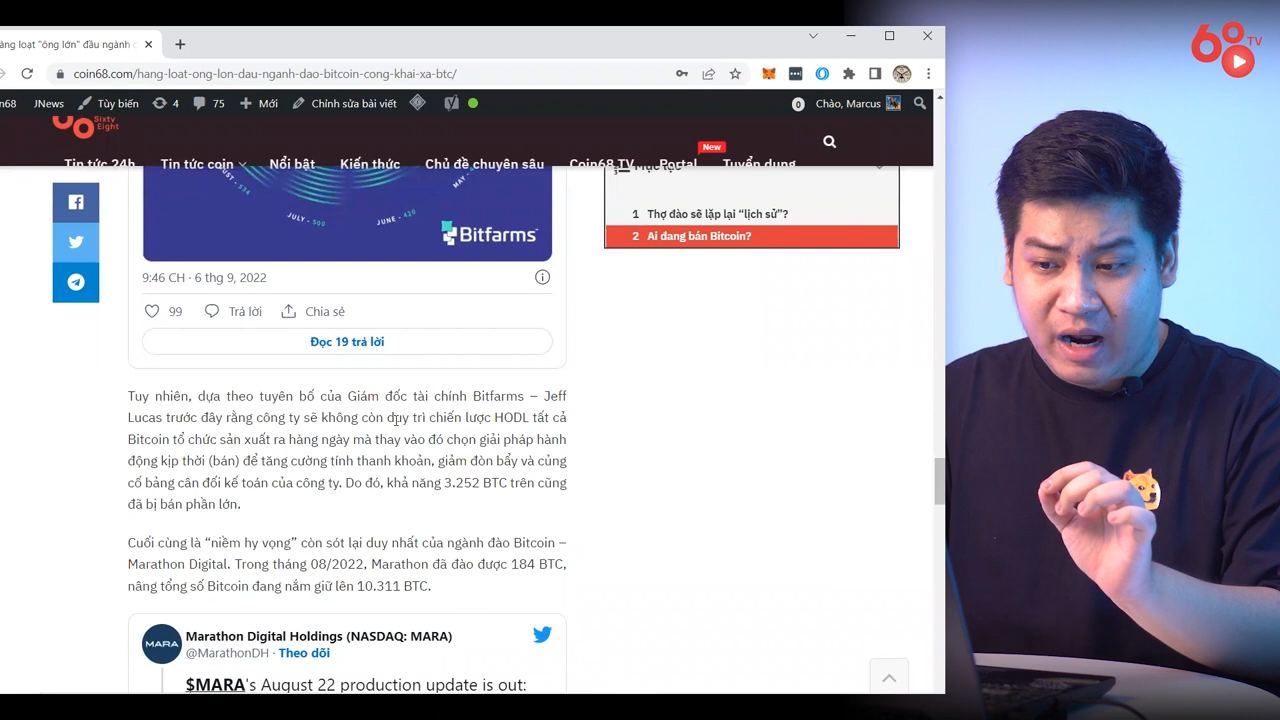 àng loạt "ông lớn" đầu ngành
coin68.com/hang-loat-ong-lon-dau-nganh-dao-bitcoin-cong-khai-xa-btc/
JNews Tùy biến 4 75 Mới Chỉnh sửa bài viết 0 Chào, Marcus
Sixty
Eight
Tin tức 24h Tin tức coin Nổi bật Kiến thức Chủ đề chuyên sâu Coin68 TV Portal New Tuyển dụng
Mục lục
1 Thợ đào sẽ lặp lại "lịch sử"?
2 Ai đang bán Bitcoin?
AUGUST - 534
JULY - 500
JUNE - 420
MAY -
Bitfarms
9:46 CH · 6 thg 9, 2022
99 Trả lời Chia sẻ
Đọc 19 trả lời
Tuy nhiên, dựa theo tuyên bố của Giám đốc tài chính Bitfarms – Jeff
Lucas trước đây rằng công ty sẽ không còn duy trì chiến lược HODL tất cả
Bitcoin tổ chức sản xuất ra hàng ngày mà thay vào đó chọn giải pháp hành
động kịp thời (bán) để tăng cường tính thanh khoản, giảm đòn bẩy và củng
cố bảng cân đối kế toán của công ty. Do đó, khả năng 3.252 BTC trên cũng
đã bị bán phần lớn.
Cuối cùng là "niềm hy vọng" còn sót lại duy nhất của ngành đào Bitcoin –
Marathon Digital. Trong tháng 08/2022, Marathon đã đào được 184 BTC,
nâng tổng số Bitcoin đang nắm giữ lên 10.311 BTC.
MARA
Marathon Digital Holdings (NASDAQ: MARA)
@MarathonDH · Theo dõi
$MARA's August 22 production update is out:
68 TV